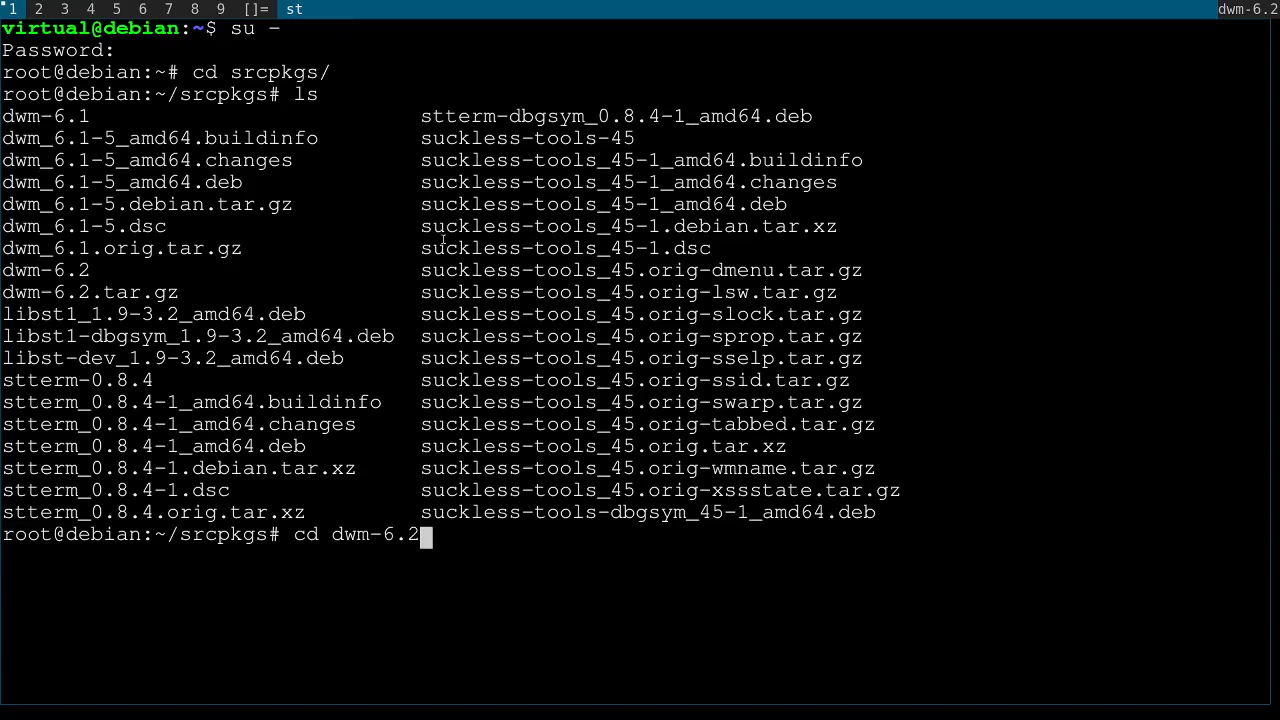 1 2 3 4 5 6 7 8 9 []= st dwm-6.2
virtual@debian:~$ su -
Password:
root@debian:~# cd srcpkgs/
root@debian:~/srcpkgs# ls
dwm-6.1 stterm-dbgsym_0.8.4-1_amd64.deb
dwm_6.1-5_amd64.buildinfo suckless-tools-45
dwm_6.1-5_amd64.changes suckless-tools_45-1_amd64.buildinfo
dwm_6.1-5_amd64.deb suckless-tools_45-1_amd64.changes
dwm_6.1-5.debian.tar.gz suckless-tools_45-1_amd64.deb
dwm_6.1-5.dsc suckless-tools_45-1.debian.tar.xz
dwm_6.1.orig.tar.gz suckless-tools_45-1.dsc
dwm-6.2 suckless-tools_45.orig-dmenu.tar.gz
dwm-6.2.tar.gz suckless-tools_45.orig-lsw.tar.gz
libst1_1.9-3.2_amd64.deb suckless-tools_45.orig-slock.tar.gz
libst1-dbgsym_1.9-3.2_amd64.deb suckless-tools_45.orig-sprop.tar.gz
libst-dev_1.9-3.2_amd64.deb suckless-tools_45.orig-sselp.tar.gz
stterm-0.8.4 suckless-tools_45.orig-ssid.tar.gz
stterm_0.8.4-1_amd64.buildinfo suckless-tools_45.orig-swarp.tar.gz
stterm_0.8.4-1_amd64.changes suckless-tools_45.orig-tabbed.tar.gz
stterm_0.8.4-1_amd64.deb suckless-tools_45.orig.tar.xz
stterm_0.8.4-1.debian.tar.xz suckless-tools_45.orig-wmname.tar.gz
stterm_0.8.4-1.dsc suckless-tools_45.orig-xssstate.tar.gz
stterm_0.8.4.orig.tar.xz suckless-tools-dbgsym_45-1_amd64.deb
root@debian:~/srcpkgs# cd dwm-6.2